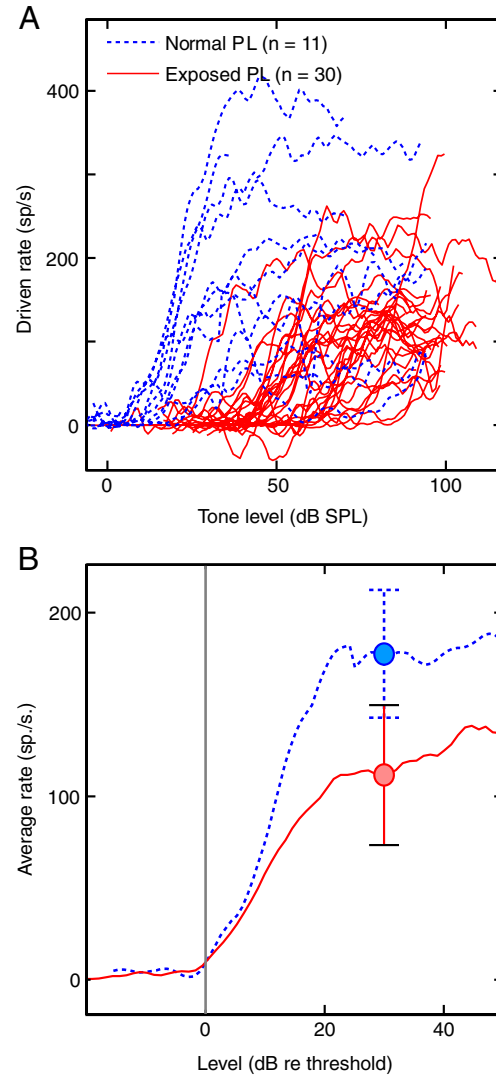 A
Normal PL (n = 11)
Exposed PL (n = 30)
400
200
0
Driven rate (sp/s)
0 50 100
Tone level (dB SPL)
B
200
100
0
Average rate (sp./s.)
0 20 40
Level (dB re threshold)